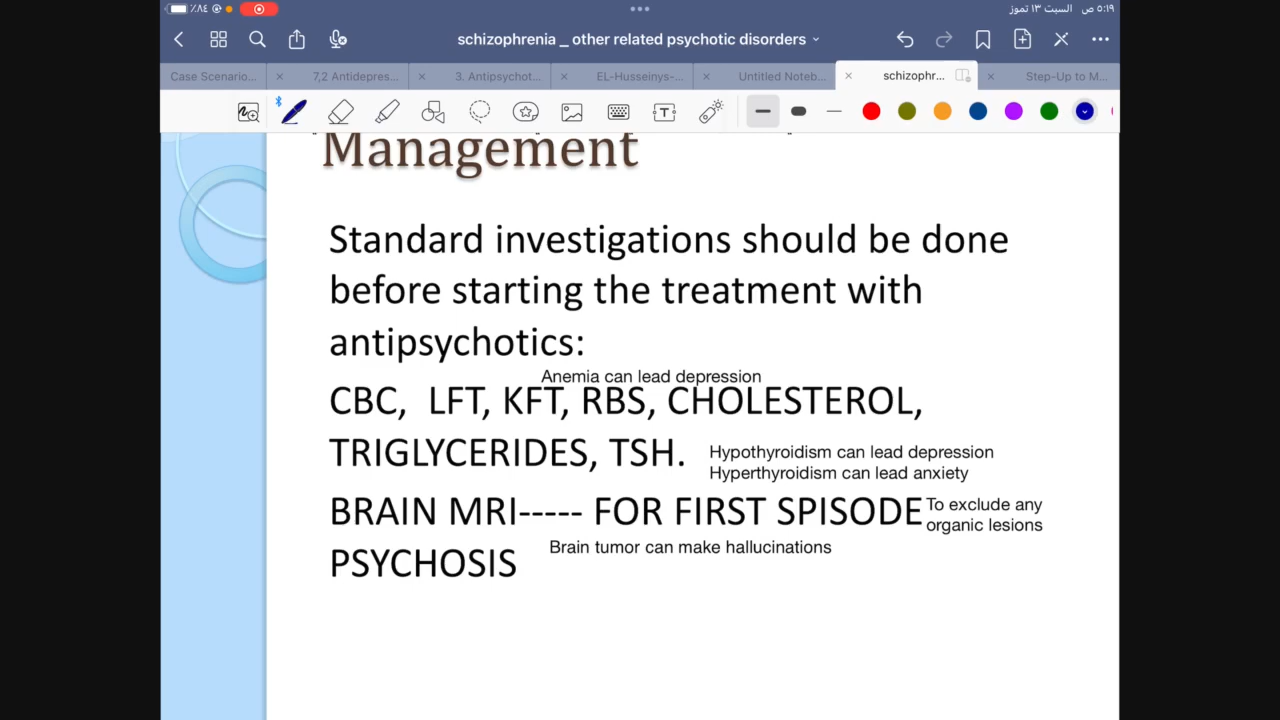 ٪٨٤
٥:١٩ ص السبت ١٣ تموز
schizophrenia _ other related psychotic disorders
Case Scenario...
7,2 Antidepres...
3. Antipsychot...
EL-Husseinys-...
Untitled Noteb...
schizophr...
Step-Up to M...
Management
Standard investigations should be done
before starting the treatment with
antipsychotics:
Anemia can lead depression
CBC, LFT, KFT, RBS, CHOLESTEROL,
TRIGLYCERIDES, TSH.
Hypothyroidism can lead depression
Hyperthyroidism can lead anxiety
BRAIN MRI----- FOR FIRST SPISODE
To exclude any
organic lesions
Brain tumor can make hallucinations
PSYCHOSIS